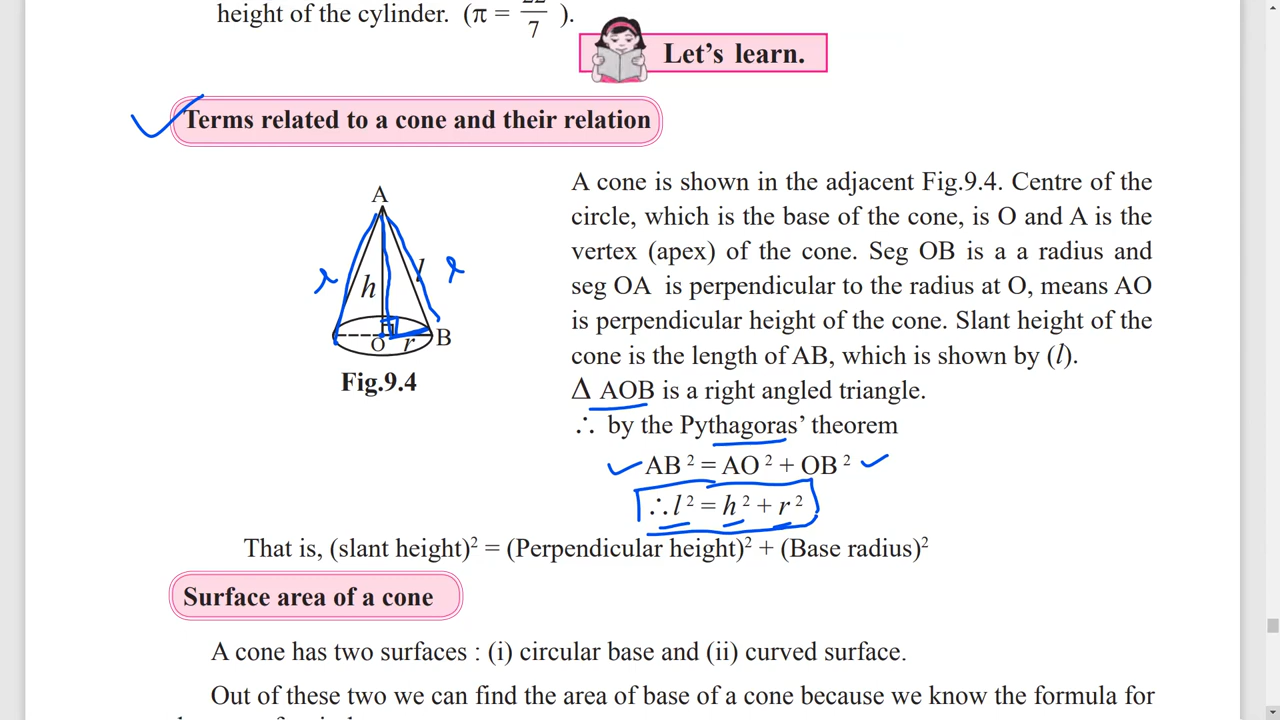 height of the cylinder. (π = 22/7 ).
Let's learn.
Terms related to a cone and their relation
A
h
l
l
l
O
r
B
Fig.9.4
A cone is shown in the adjacent Fig.9.4. Centre of the
circle, which is the base of the cone, is O and A is the
vertex (apex) of the cone. Seg OB is a a radius and
seg OA is perpendicular to the radius at O, means AO
is perpendicular height of the cone. Slant height of the
cone is the length of AB, which is shown by (l).
Δ AOB is a right angled triangle.
∴ by the Pythagoras' theorem
AB² = AO² + OB²
∴ l² = h² + r²
That is, (slant height)² = (Perpendicular height)² + (Base radius)²
Surface area of a cone
A cone has two surfaces : (i) circular base and (ii) curved surface.
Out of these two we can find the area of base of a cone because we know the formula for